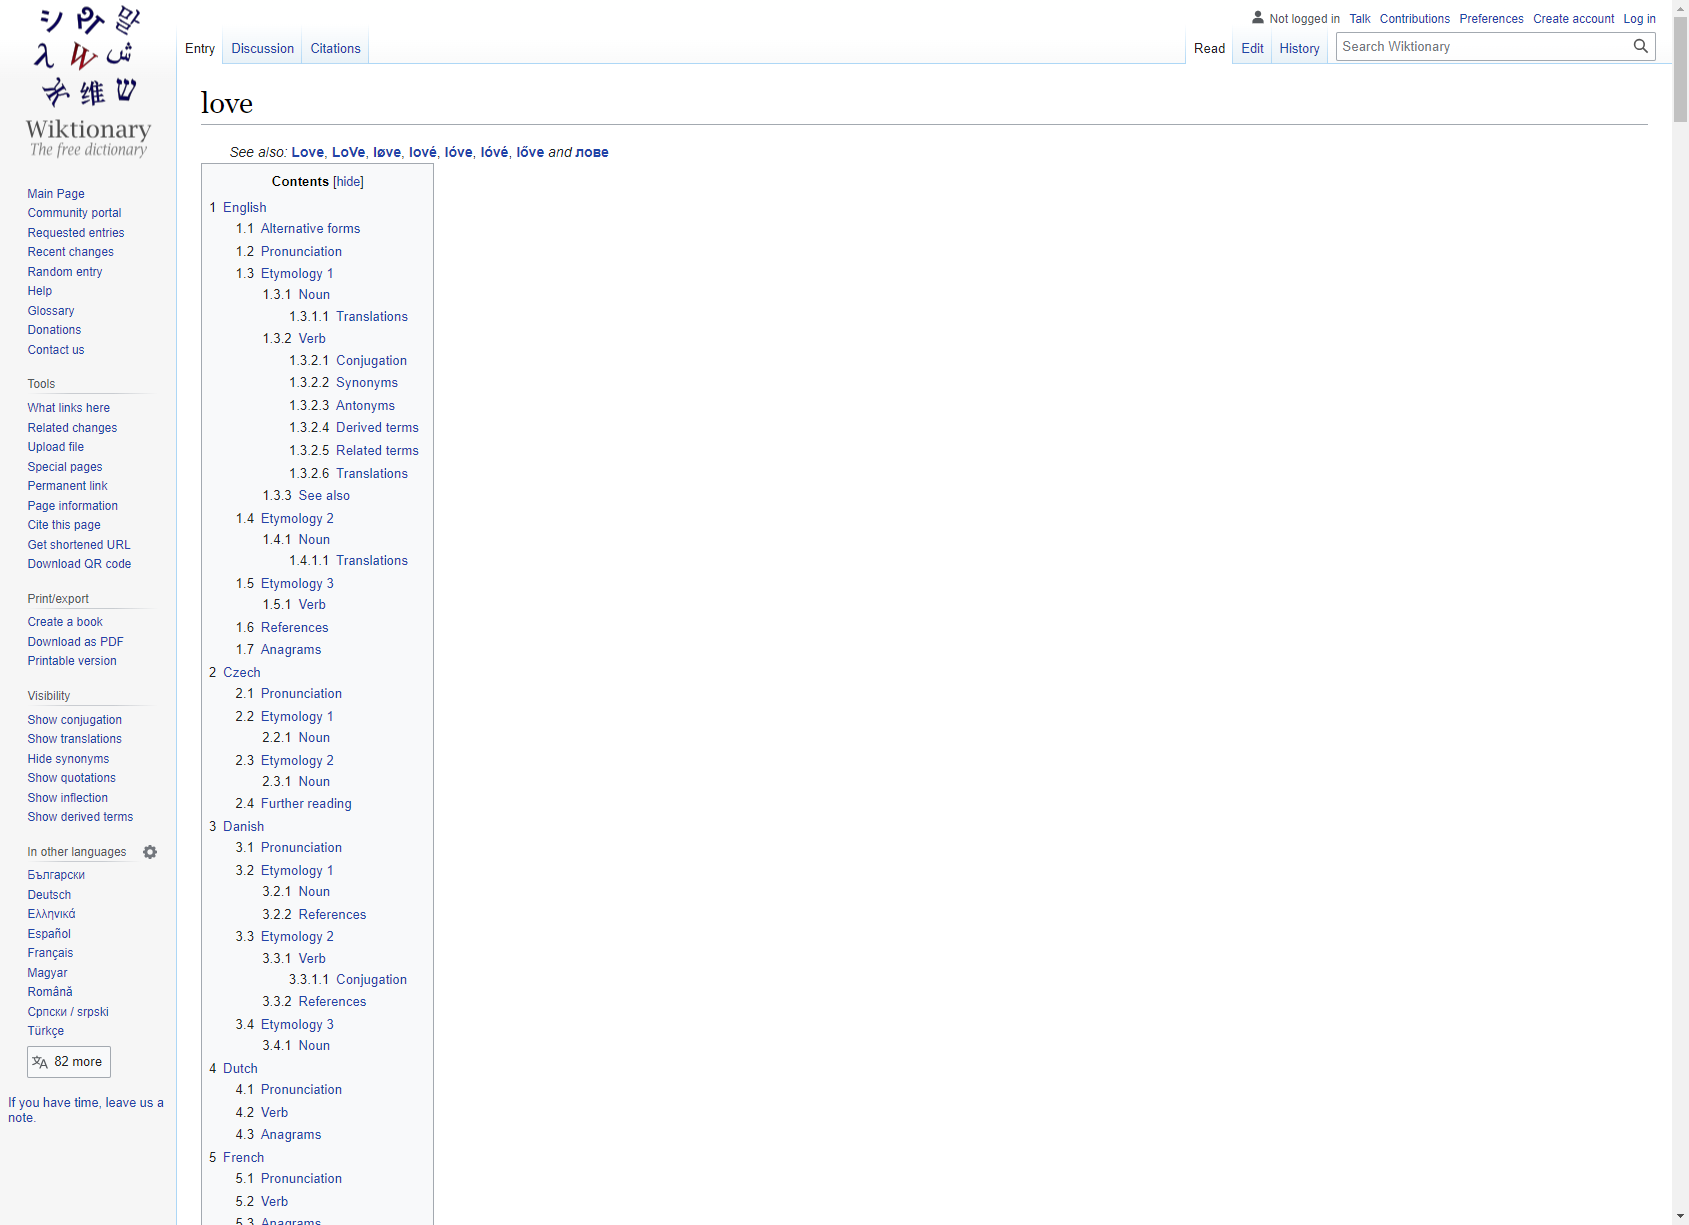 Not logged in Talk Contributions Preferences Create account Log in
Entry Discussion Citations Read Edit History Search Wiktionary
シ 말
λ W ش
维 ש
Wiktionary
The free dictionary
Main Page
Community portal
Requested entries
Recent changes
Random entry
Help
Glossary
Donations
Contact us
Tools
What links here
Related changes
Upload file
Special pages
Permanent link
Page information
Cite this page
Get shortened URL
Download QR code
Print/export
Create a book
Download as PDF
Printable version
Visibility
Show conjugation
Show translations
Hide synonyms
Show quotations
Show inflection
Show derived terms
In other languages
Български
Deutsch
Ελληνικά
Español
Français
Magyar
Română
Српски / srpski
Türkçe
82 more
If you have time, leave us a
note.
love
See also: Love, LoVe, løve, lové, lóve, lóvé, lőve and лове
Contents [hide]
1 English
1.1 Alternative forms
1.2 Pronunciation
1.3 Etymology 1
1.3.1 Noun
1.3.1.1 Translations
1.3.2 Verb
1.3.2.1 Conjugation
1.3.2.2 Synonyms
1.3.2.3 Antonyms
1.3.2.4 Derived terms
1.3.2.5 Related terms
1.3.2.6 Translations
1.3.3 See also
1.4 Etymology 2
1.4.1 Noun
1.4.1.1 Translations
1.5 Etymology 3
1.5.1 Verb
1.6 References
1.7 Anagrams
2 Czech
2.1 Pronunciation
2.2 Etymology 1
2.2.1 Noun
2.3 Etymology 2
2.3.1 Noun
2.4 Further reading
3 Danish
3.1 Pronunciation
3.2 Etymology 1
3.2.1 Noun
3.2.2 References
3.3 Etymology 2
3.3.1 Verb
3.3.1.1 Conjugation
3.3.2 References
3.4 Etymology 3
3.4.1 Noun
4 Dutch
4.1 Pronunciation
4.2 Verb
4.3 Anagrams
5 French
5.1 Pronunciation
5.2 Verb
5.3 Anagrams